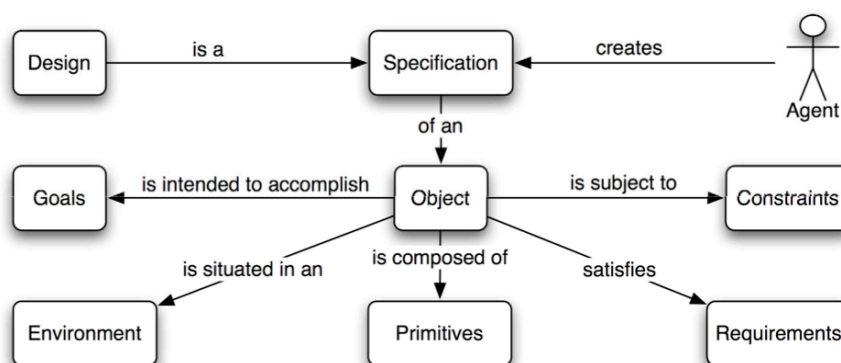 Design
is a
Specification
creates
Agent
of an
Goals
is intended to accomplish
Object
is subject to
Constraints
is situated in an
is composed of
satisfies
Environment
Primitives
Requirements